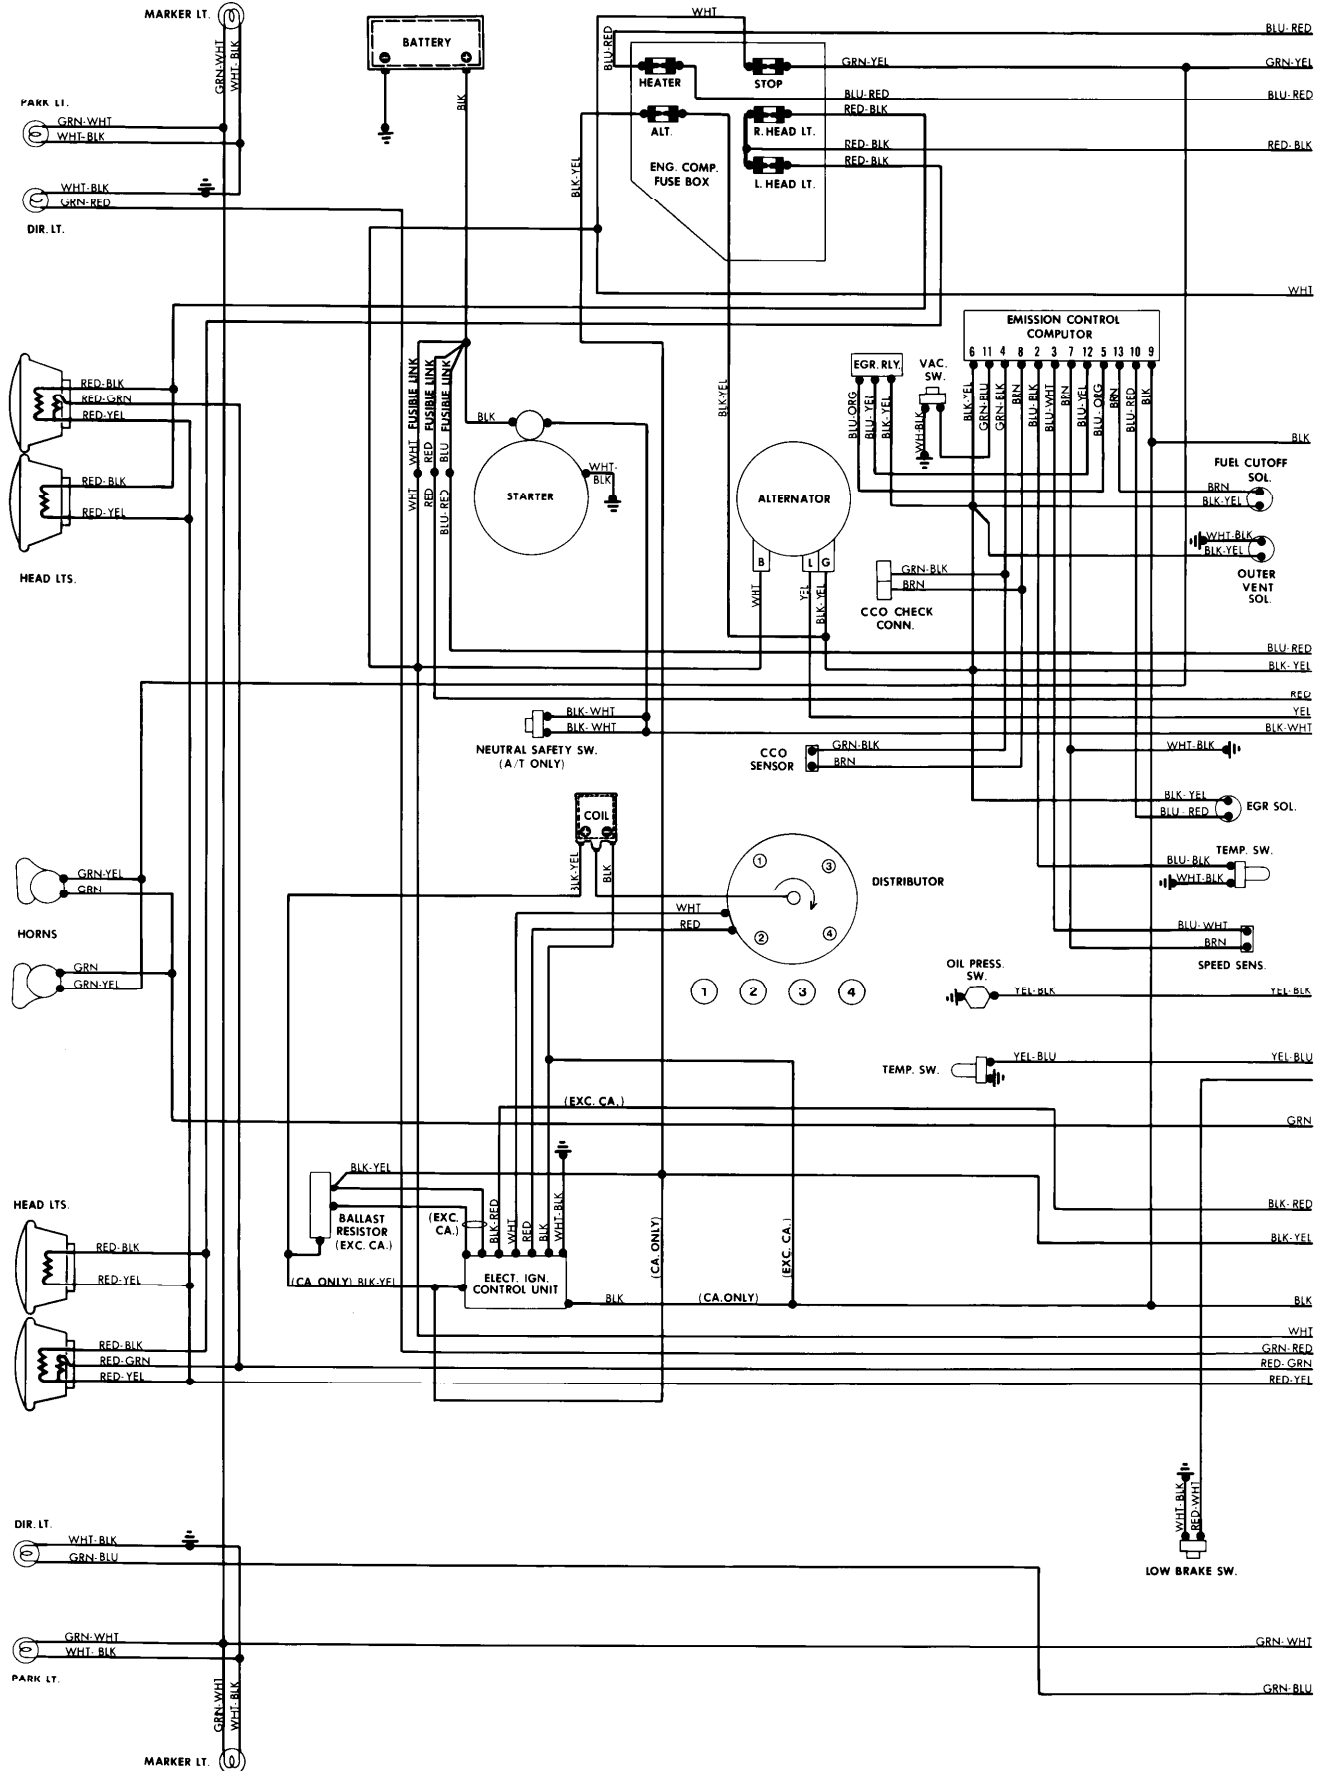 MARKER LT.
GRN-WHT
WHT-BLK
BATTERY
BLK
WHT
BLU-RED
BLU-RED
HEATER
STOP
GRN-YEL
GRN-YEL
BLU-RED
BLU-RED
PARK LT.
GRN-WHT
WHT-BLK
ALT.
R. HEAD LT.
RED-BLK
RED-BLK
RED-BLK
RED-BLK
ENG. COMP.
FUSE BOX
L. HEAD LT.
BLK-YEL
WHT-BLK
GRN-RED
DIR. LT.
WHT
EMISSION CONTROL
COMPUTOR
6 11 4 8 2 3 7 12 5 13 10 9
BLK-YEL
GRN-BLU
GRN-BLK
BRN
BLU-BLK
BLU-WHT
BRN
BLU-YEL
BLU-ORG
BRN
BLU-RED
BLK
EGR. RLY.
BLU-ORG
BLU-YEL
BLK-YEL
VAC.
SW.
WH-BLK
BLK
RED-BLK
RED-GRN
RED-YEL
WHT
FUSIBLE LINK
RED
FUSIBLE LINK
BLU
FUSIBLE LINK
WHT
RED
BLU-RED
BLK
STARTER
WHT-
BLK
BLK-YEL
ALTERNATOR
B
L
G
WHT
YEL
BLK-YEL
FUEL CUTOFF
SOL.
BRN
BLK-YEL
WHT-BLK
BLK-YEL
OUTER
VENT
SOL.
RED-BLK
RED-YEL
HEAD LTS.
GRN-BLK
BRN
CCO CHECK
CONN.
BLU-RED
BLK-YEL
RED
YEL
BLK-WHT
BLK-WHT
BLK-WHT
NEUTRAL SAFETY SW.
(A/T ONLY)
CCO
SENSOR
GRN-BLK
BRN
WHT-BLK
BLK-YEL
BLU-RED
EGR SOL.
COIL
BLK-YEL
BLK
1
3
2
4
DISTRIBUTOR
WHT
RED
TEMP. SW.
BLU-BLK
WHT-BLK
GRN-YEL
GRN
HORNS
GRN
GRN-YEL
BLU-WHT
BRN
SPEED SENS.
1 2 3 4
OIL PRESS.
SW.
YEL-BLK
YEL-BLK
TEMP. SW.
YEL-BLU
YEL-BLU
(EXC. CA.)
GRN
BLK-YEL
BALLAST
RESISTOR
(EXC. CA.)
(EXC.
CA.)
BLK-RED
WHT
RED
BLK
WHT-BLK
(CA. ONLY)
(EXC. CA.)
BLK-RED
BLK-YEL
HEAD LTS.
RED-BLK
RED-YEL
(CA. ONLY) BLK-YEL
ELECT. IGN.
CONTROL UNIT
BLK
(CA. ONLY)
BLK
WHT
GRN-RED
RED-GRN
RED-YEL
RED-BLK
RED-GRN
RED-YEL
WHT-BLK
RED-WHT
LOW BRAKE SW.
DIR. LT.
WHT-BLK
GRN-BLU
GRN-WHT
WHT-BLK
PARK LT.
GRN-WHT
GRN-BLU
GRN-WHT
WHT-BLK
MARKER LT.